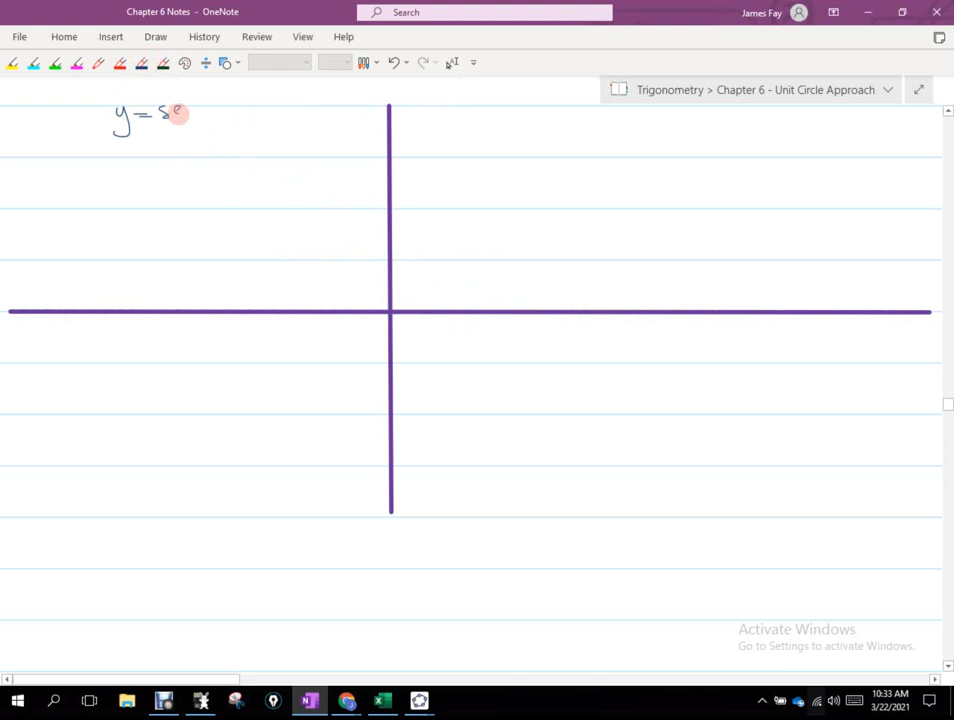 Chapter 6 Notes - OneNote
Search
James Fay
File Home Insert Draw History Review View Help
Trigonometry > Chapter 6 - Unit Circle Approach
y = se
Activate Windows
Go to Settings to activate Windows.
10:33 AM
3/22/2021